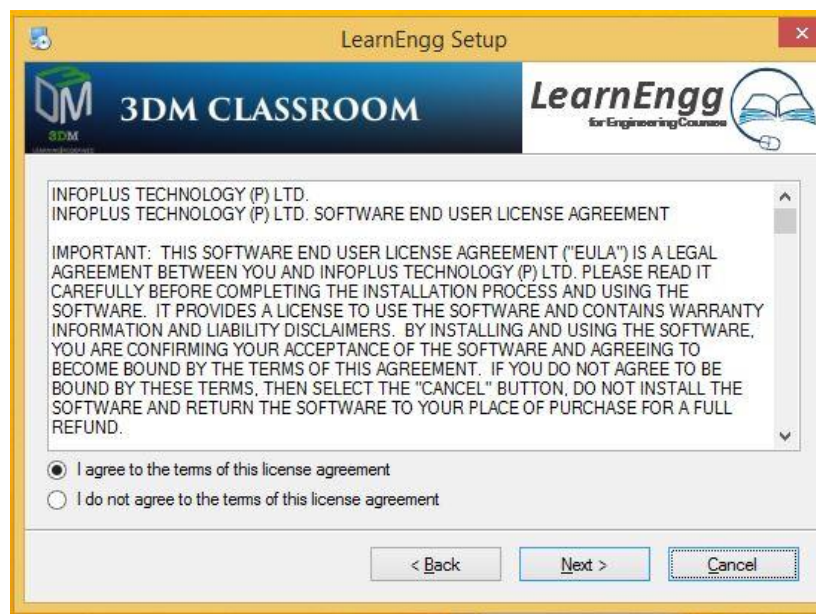 LearnEngg Setup
3DM
3DM CLASSROOM
LearnEngg
for Engineering Courses
INFOPLUS TECHNOLOGY (P) LTD.
INFOPLUS TECHNOLOGY (P) LTD. SOFTWARE END USER LICENSE AGREEMENT
IMPORTANT: THIS SOFTWARE END USER LICENSE AGREEMENT ("EULA") IS A LEGAL
AGREEMENT BETWEEN YOU AND INFOPLUS TECHNOLOGY (P) LTD. PLEASE READ IT
CAREFULLY BEFORE COMPLETING THE INSTALLATION PROCESS AND USING THE
SOFTWARE. IT PROVIDES A LICENSE TO USE THE SOFTWARE AND CONTAINS WARRANTY
INFORMATION AND LIABILITY DISCLAIMERS. BY INSTALLING AND USING THE SOFTWARE,
YOU ARE CONFIRMING YOUR ACCEPTANCE OF THE SOFTWARE AND AGREEING TO
BECOME BOUND BY THE TERMS OF THIS AGREEMENT. IF YOU DO NOT AGREE TO BE
BOUND BY THESE TERMS, THEN SELECT THE "CANCEL" BUTTON, DO NOT INSTALL THE
SOFTWARE AND RETURN THE SOFTWARE TO YOUR PLACE OF PURCHASE FOR A FULL
REFUND.
I agree to the terms of this license agreement
I do not agree to the terms of this license agreement
< Back Next > Cancel